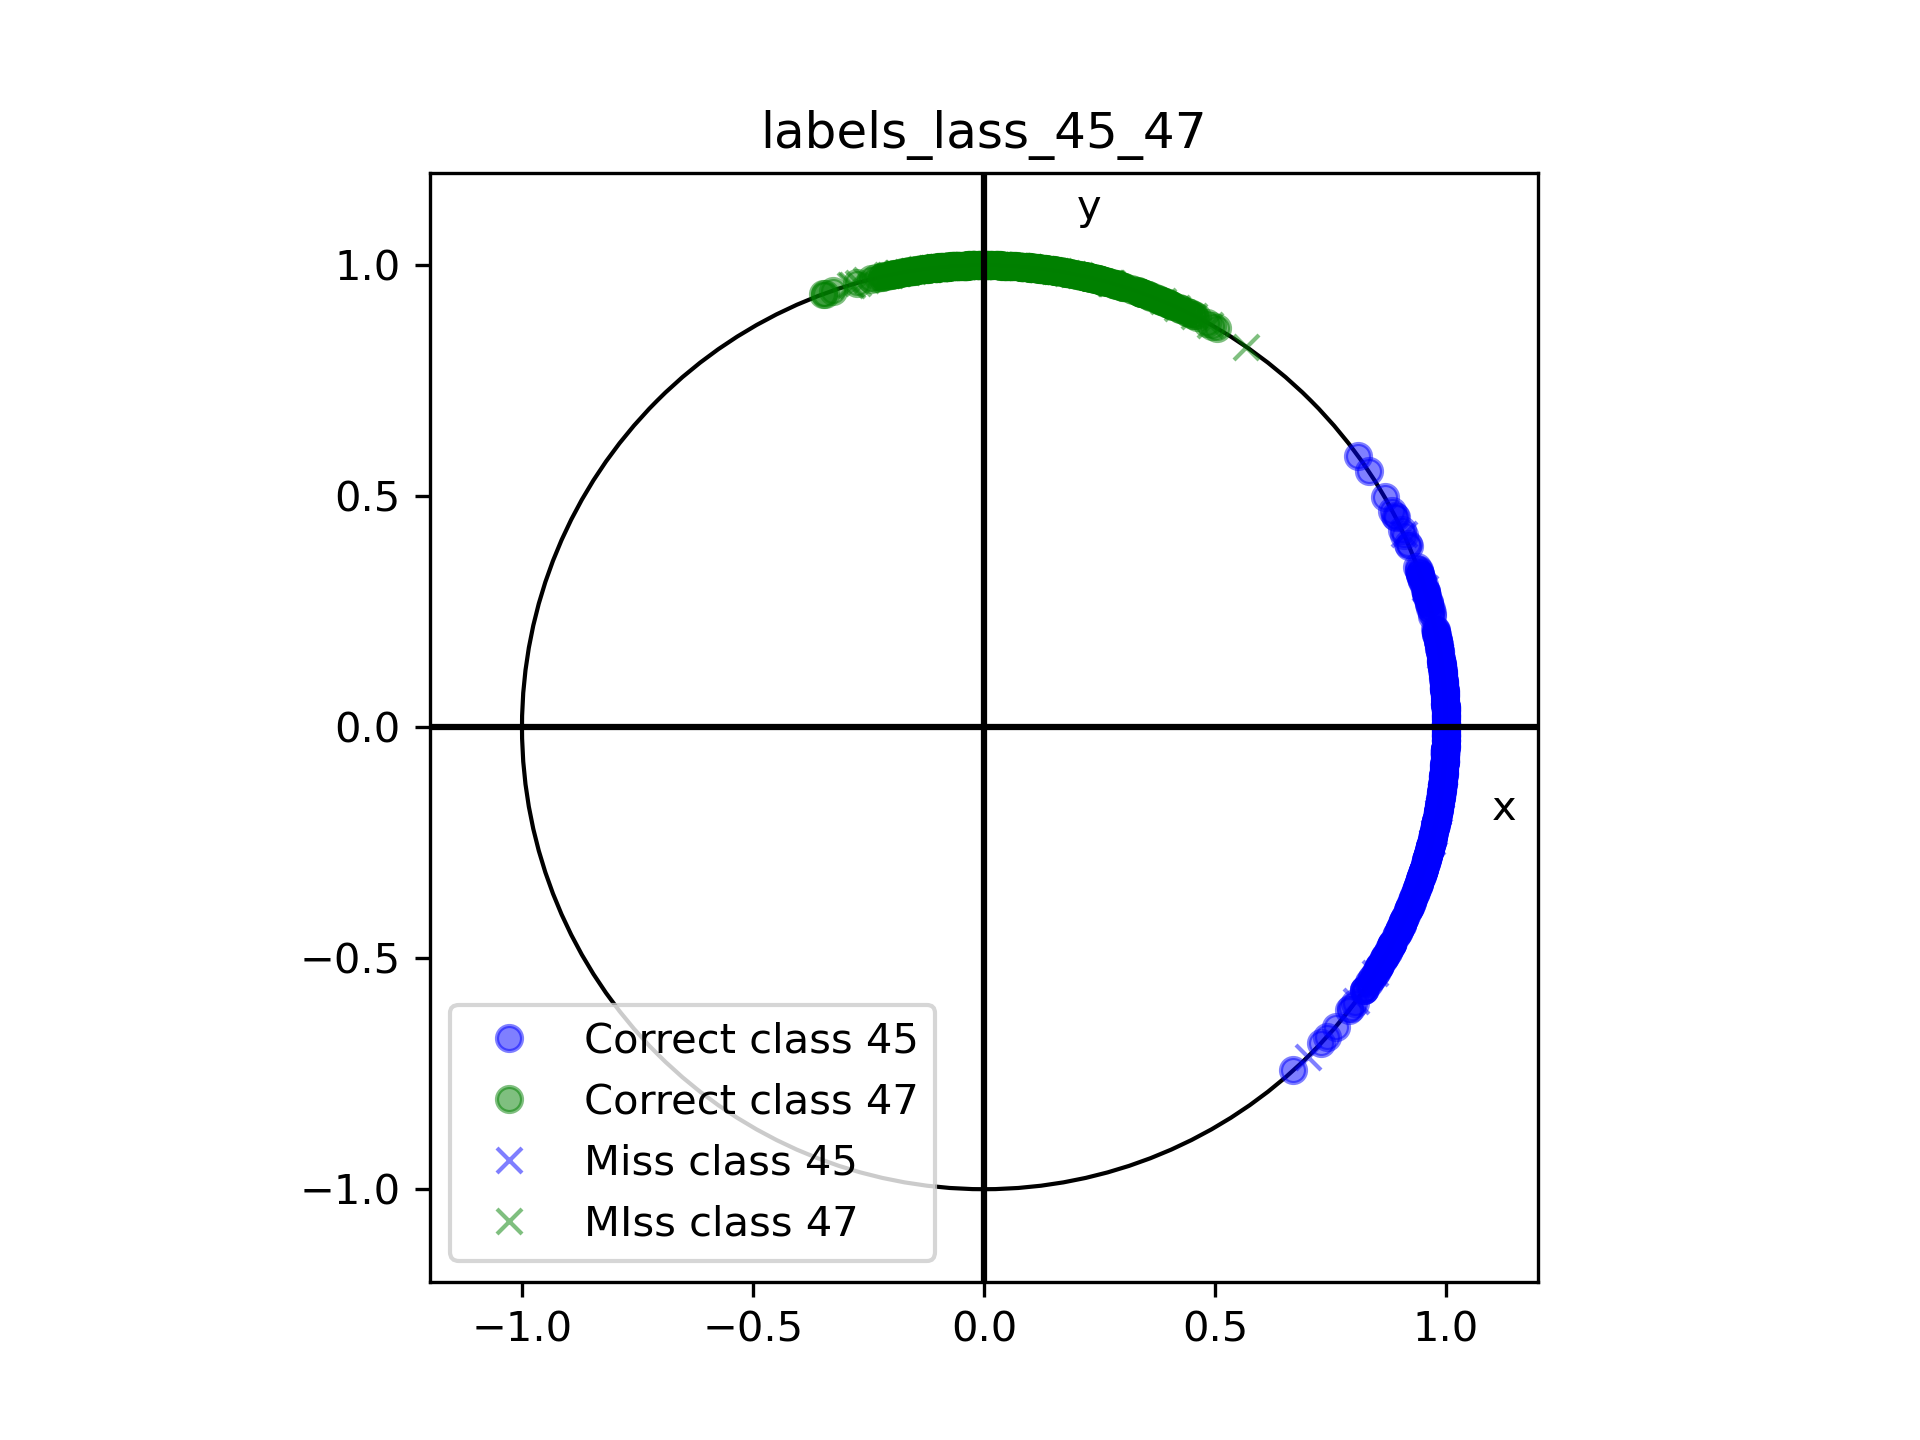 labels_lass_45_47
y
1.0
0.5
0.0
x
−0.5
−1.0
Correct class 45
Correct class 47
Miss class 45
MIss class 47
−1.0 −0.5 0.0 0.5 1.0